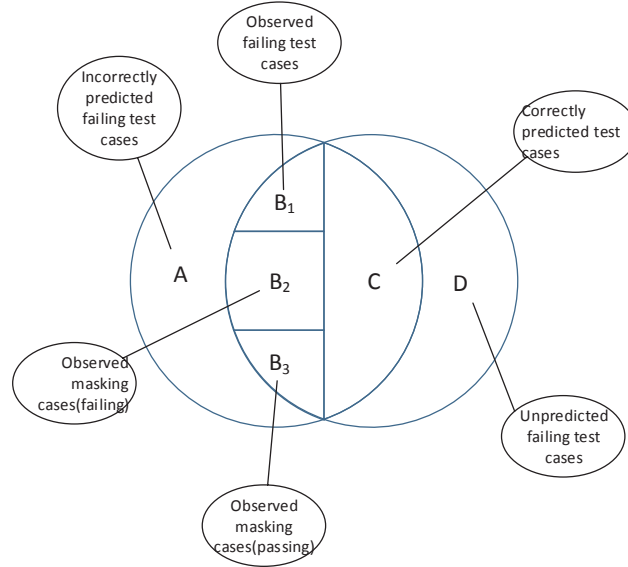 Observed
failing test
cases
Incorrectly
predicted
failing test
cases
Correctly
predicted test
cases
B1
A
B2
C
D
B3
Observed
masking
cases(failing)
Unpredicted
failing test
cases
Observed
masking
cases(passing)